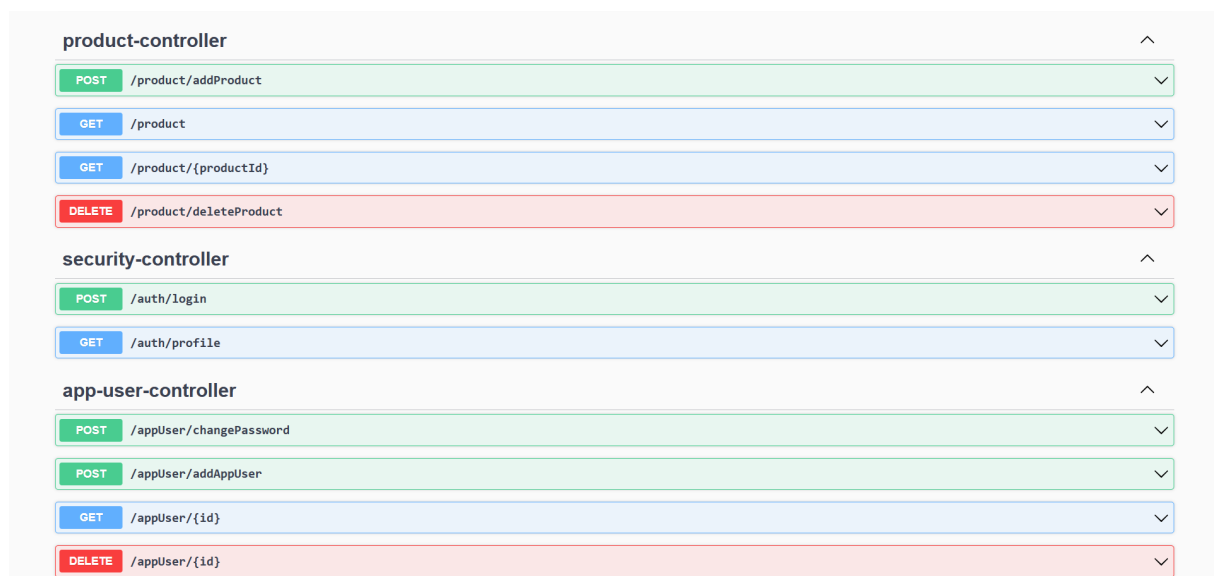 product-controller
POST /product/addProduct
GET /product
GET /product/{productId}
DELETE /product/deleteProduct
security-controller
POST /auth/login
GET /auth/profile
app-user-controller
POST /appUser/changePassword
POST /appUser/addAppUser
GET /appUser/{id}
DELETE /appUser/{id}